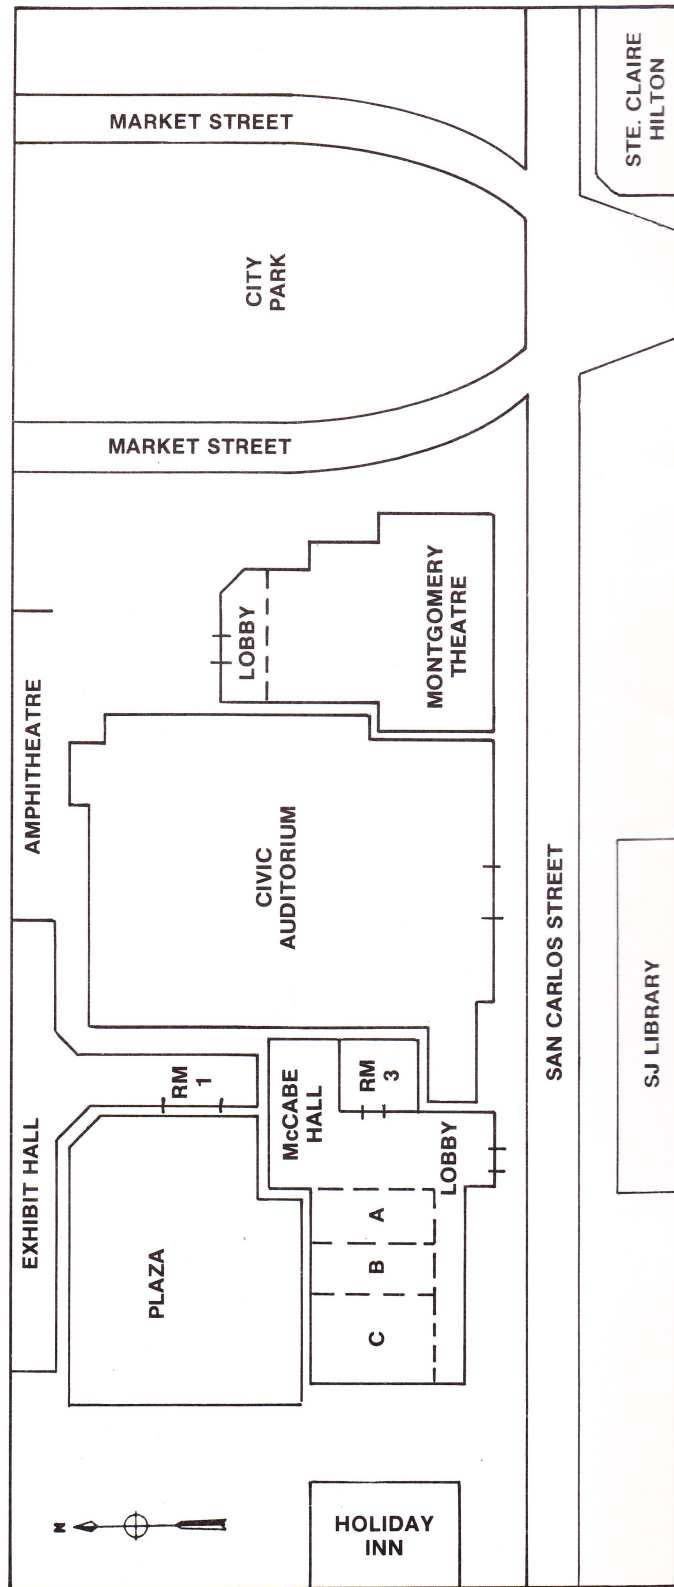 MARKET STREET
STE. CLAIRE
HILTON
CITY
PARK
MARKET STREET
LOBBY
MONTGOMERY
THEATRE
AMPHITHEATRE
CIVIC
AUDITORIUM
SAN CARLOS STREET
SJ LIBRARY
EXHIBIT HALL
RM
1
McCABE
HALL
RM
3
LOBBY
A
B
C
PLAZA
N
HOLIDAY
INN